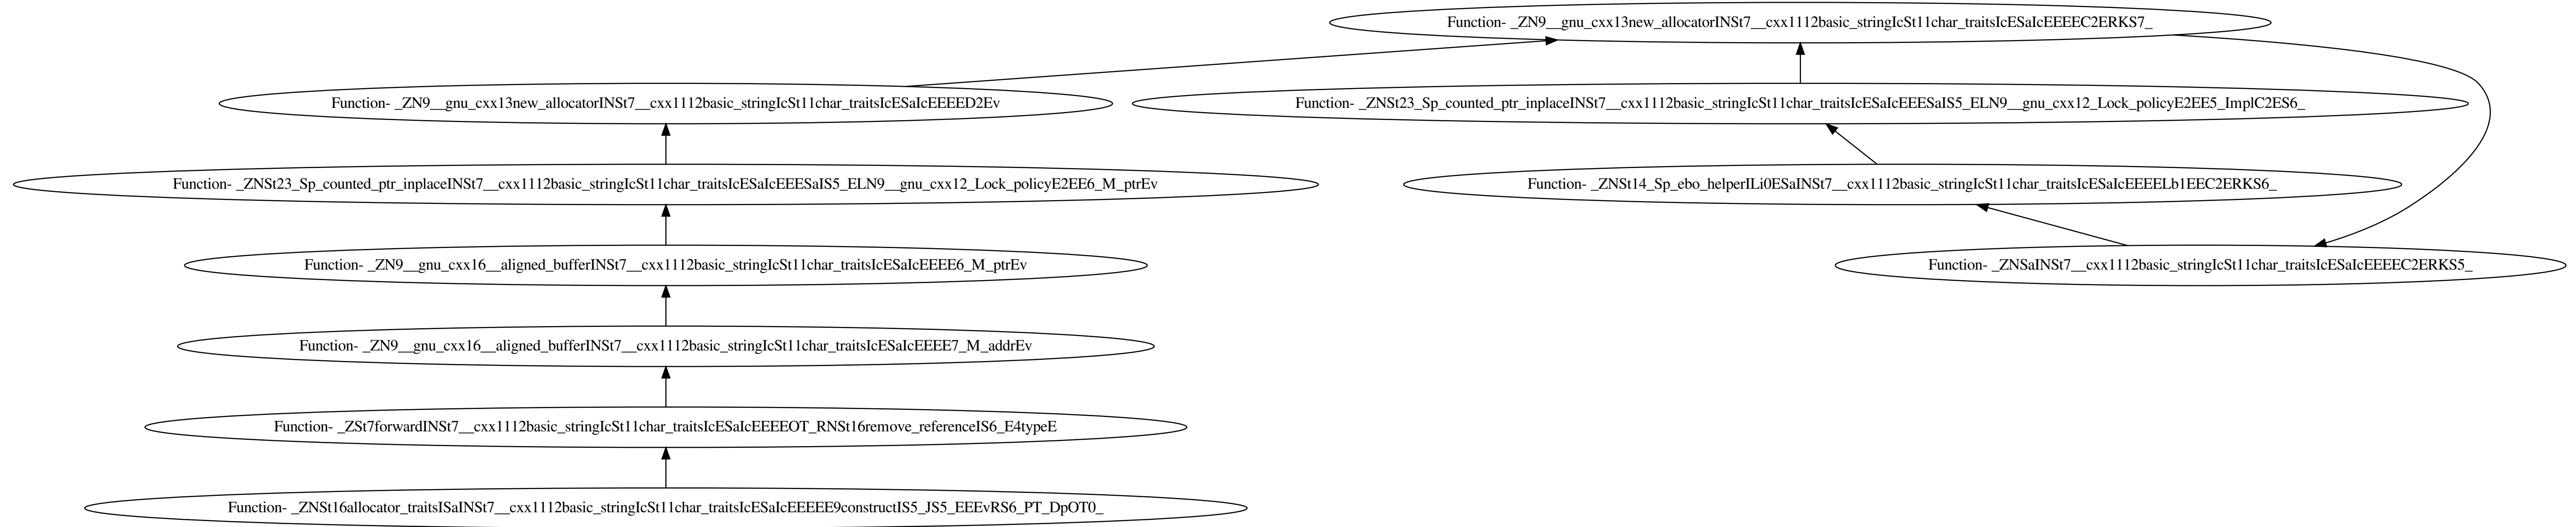 Function- _ZN9__gnu_cxx13new_allocatorINSt7__cxx1112basic_stringIcSt11char_traitsIcESaIcEEEEC2ERKS7_
Function- _ZN9__gnu_cxx13new_allocatorINSt7__cxx1112basic_stringIcSt11char_traitsIcESaIcEEEED2Ev
Function- _ZNSt23_Sp_counted_ptr_inplaceINSt7__cxx1112basic_stringIcSt11char_traitsIcESaIcEEESaIS5_ELN9__gnu_cxx12_Lock_policyE2EE5_ImplC2ES6_
Function- _ZNSt23_Sp_counted_ptr_inplaceINSt7__cxx1112basic_stringIcSt11char_traitsIcESaIcEEESaIS5_ELN9__gnu_cxx12_Lock_policyE2EE6_M_ptrEv
Function- _ZNSt14_Sp_ebo_helperILi0ESaINSt7__cxx1112basic_stringIcSt11char_traitsIcESaIcEEEELb1EEC2ERKS6_
Function- _ZN9__gnu_cxx16__aligned_bufferINSt7__cxx1112basic_stringIcSt11char_traitsIcESaIcEEEE6_M_ptrEv
Function- _ZNSaINSt7__cxx1112basic_stringIcSt11char_traitsIcESaIcEEEEC2ERKS5_
Function- _ZN9__gnu_cxx16__aligned_bufferINSt7__cxx1112basic_stringIcSt11char_traitsIcESaIcEEEE7_M_addrEv
Function- _ZSt7forwardINSt7__cxx1112basic_stringIcSt11char_traitsIcESaIcEEEEOT_RNSt16remove_referenceIS6_E4typeE
Function- _ZNSt16allocator_traitsISaINSt7__cxx1112basic_stringIcSt11char_traitsIcESaIcEEEEE9constructIS5_JS5_EEEvRS6_PT_DpOT0_